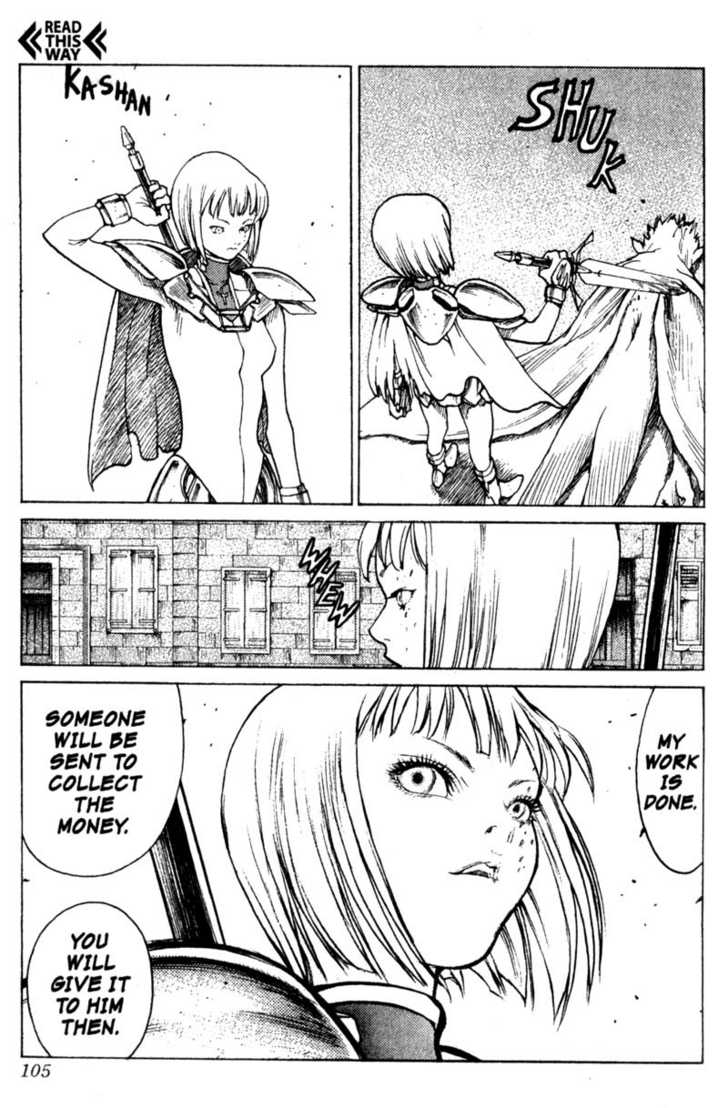 READ
THIS
WAY
SHUK
KASHAN
WHEW
MY
WORK
IS
DONE.
SOMEONE
WILL BE
SENT TO
COLLECT
THE
MONEY.
YOU
WILL
GIVE IT
TO HIM
THEN.
105